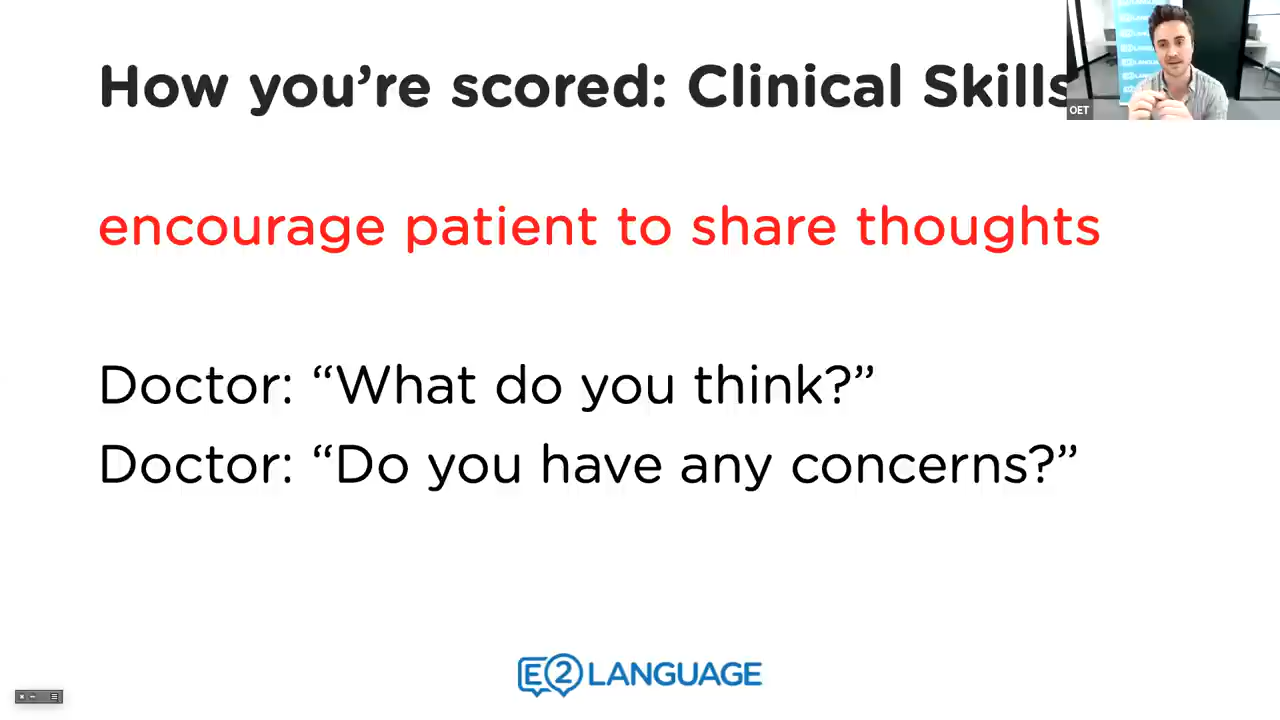 How you're scored: Clinical Skills
OET
encourage patient to share thoughts
Doctor: “What do you think?”
Doctor: “Do you have any concerns?”
E2 LANGUAGE